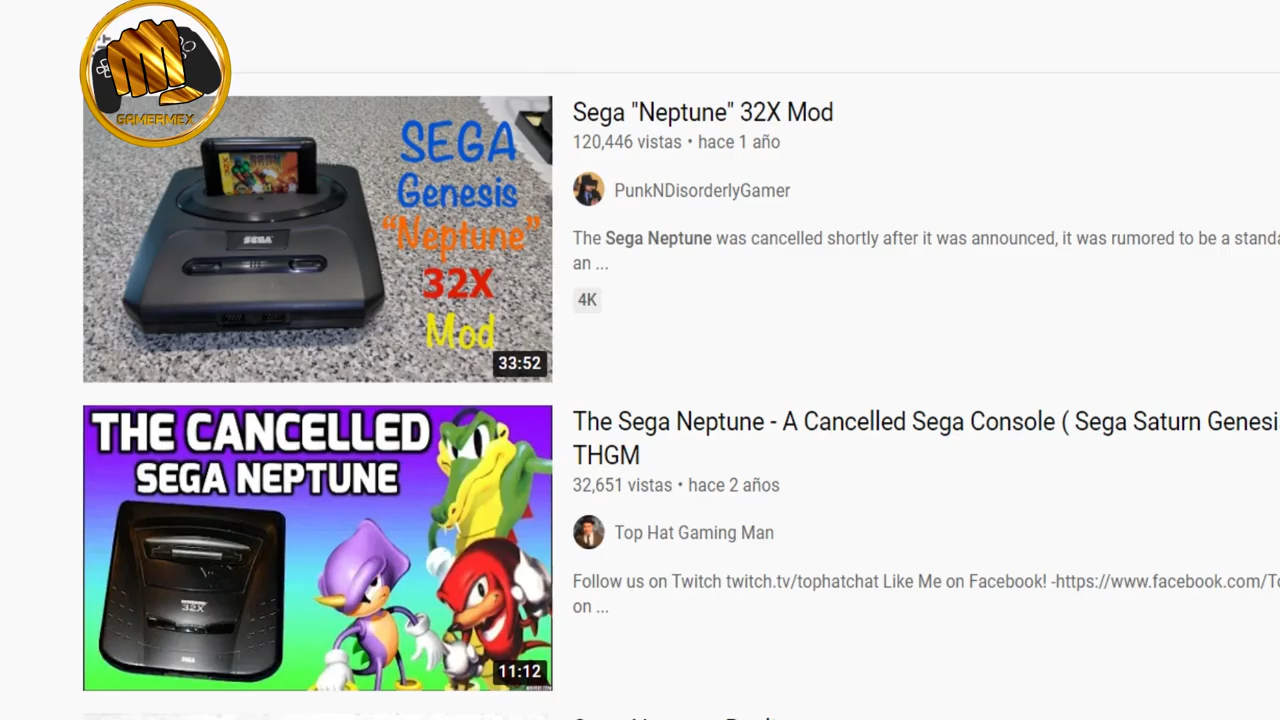 GAMERMEX
SEGA
Genesis
"Neptune"
32X
Mod
SEGA
33:52
Sega "Neptune" 32X Mod
120,446 vistas • hace 1 año
PunkNDisorderlyGamer
The Sega Neptune was cancelled shortly after it was announced, it was rumored to be a standa
an ...
4K
THE CANCELLED
SEGA NEPTUNE
32X
SEGA
11:12
The Sega Neptune - A Cancelled Sega Console ( Sega Saturn Genesi
THGM
32,651 vistas • hace 2 años
Top Hat Gaming Man
Follow us on Twitch twitch.tv/tophatchat Like Me on Facebook! -https://www.facebook.com/To
on ...